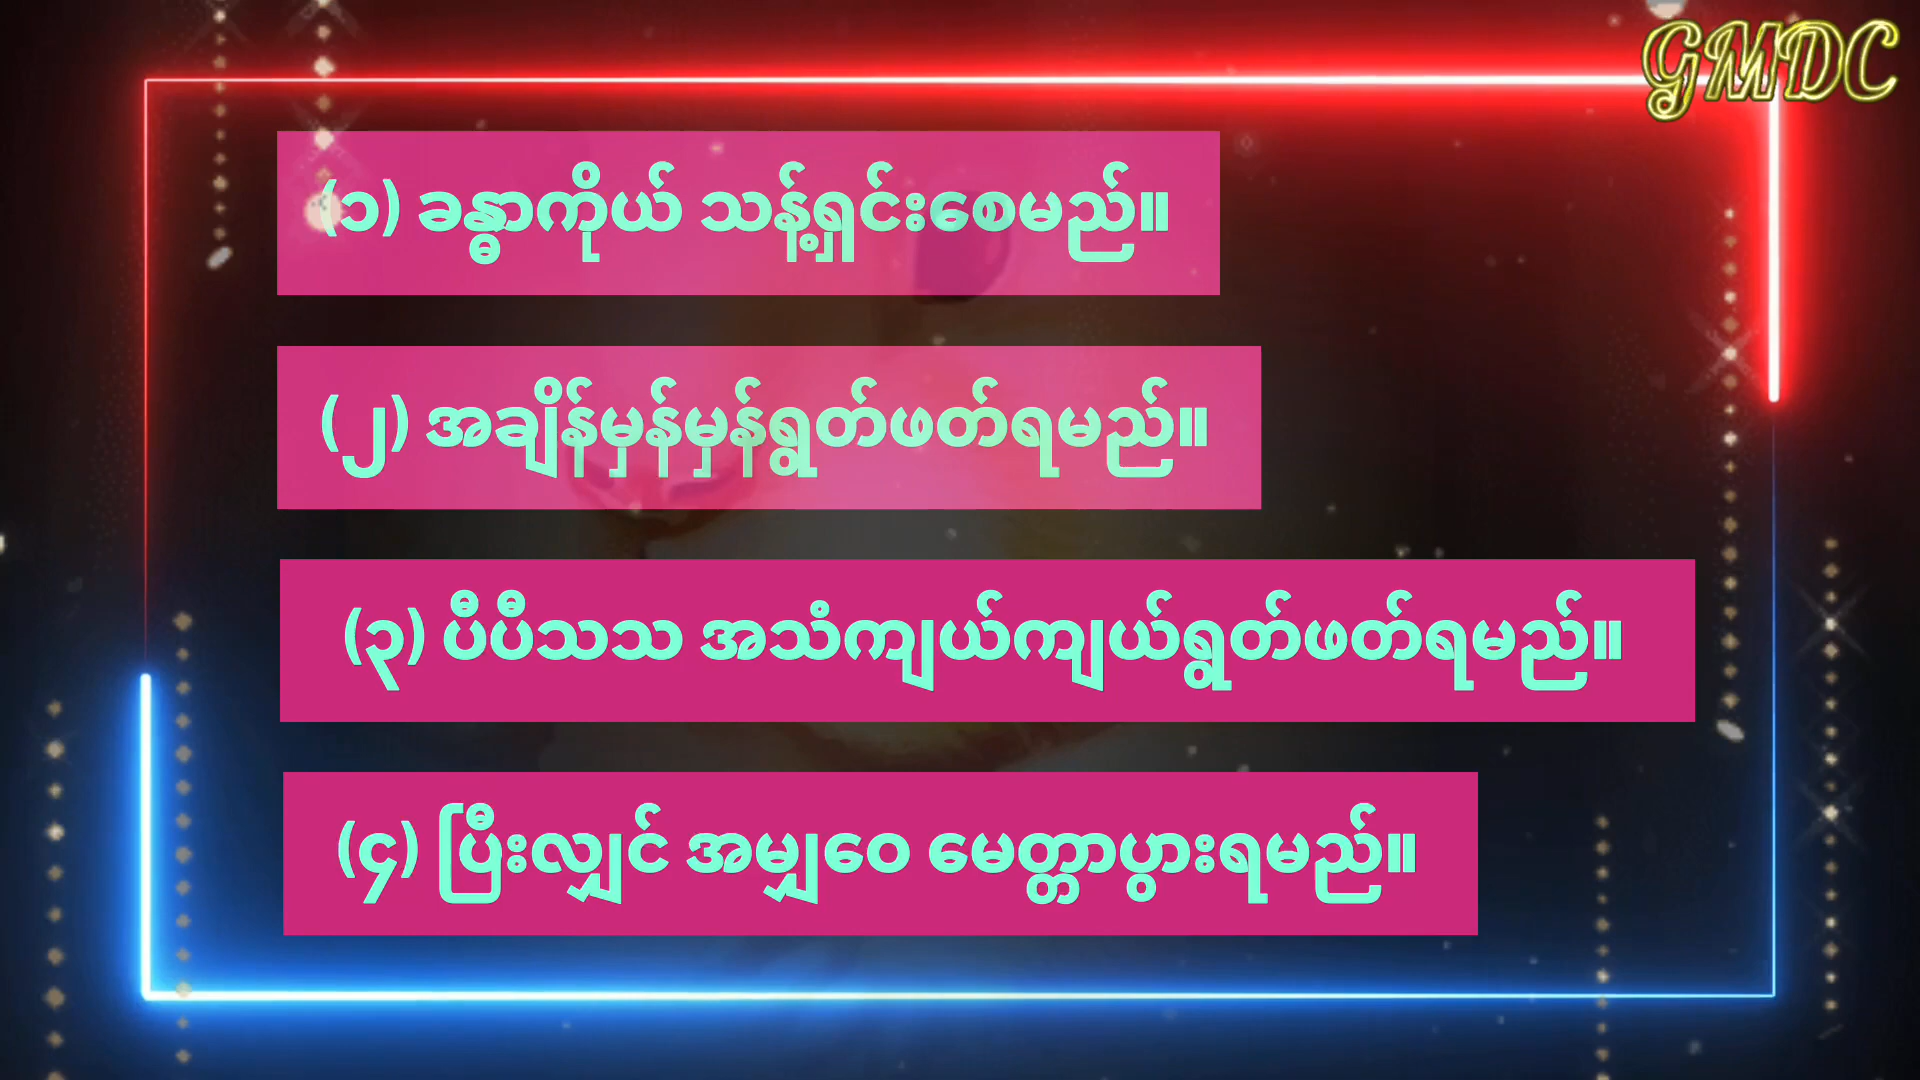 GMDC
(၁) ခန္ဓာကိုယ် သန့်ရှင်းစေမည်။
(၂) အချိန်မှန်မှန်ရွတ်ဖတ်ရမည်။
(၃) ပီပီသသ အသံကျယ်ကျယ်ရွတ်ဖတ်ရမည်။
(၄) ပြီးလျှင် အမျှဝေ မေတ္တာပွားရမည်။